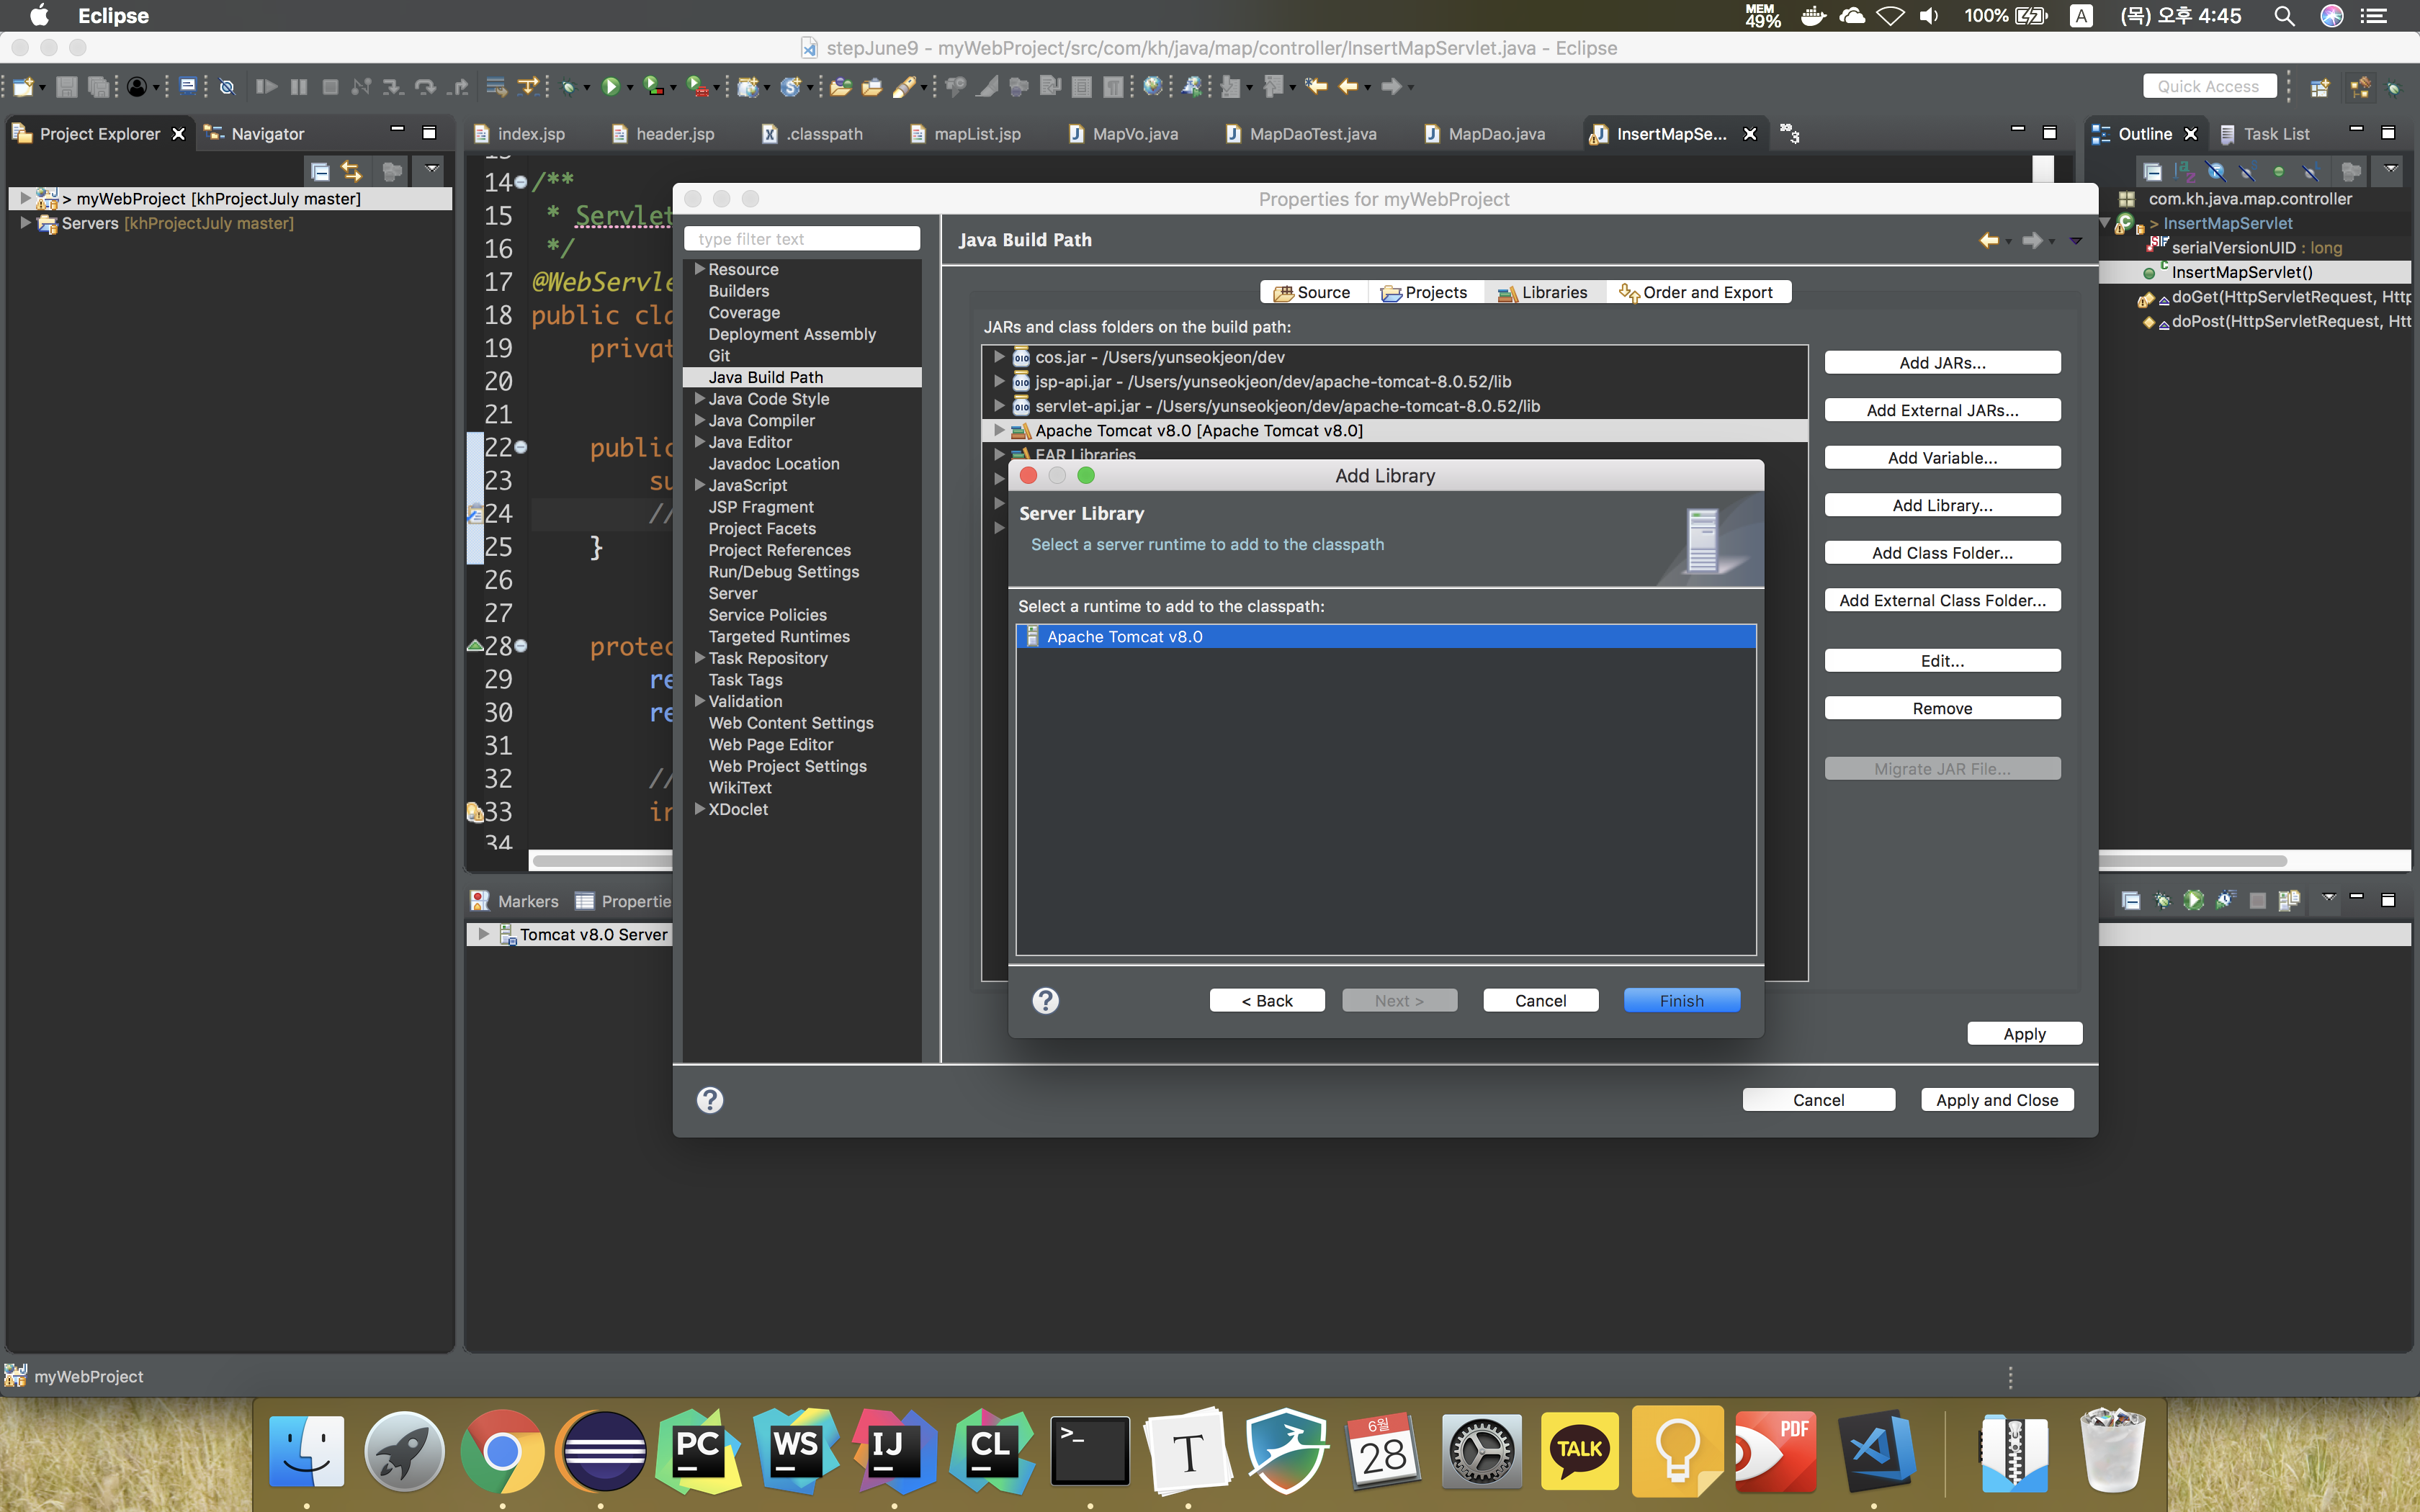 Eclipse
MEM
49%
100%
A
(목) 오후 4:45
stepJune9 - myWebProject/src/com/kh/java/map/controller/InsertMapServlet.java - Eclipse
Quick Access
Project Explorer
Navigator
index.jsp
header.jsp
.classpath
mapList.jsp
MapVo.java
MapDaoTest.java
MapDao.java
InsertMapSe...
3
Outline
Task List
> myWebProject [khProjectJuly master]
Servers [khProjectJuly master]
14 /**
15 * Servlet
16 */
17 @WebServle
18 public cla
19 privat
20
21
22 public
23 su
24 //
25 }
26
27
28 protec
29 re
30 re
31
32 //
33 in
34
com.kh.java.map.controller
> InsertMapServlet
serialVersionUID : long
InsertMapServlet()
doGet(HttpServletRequest, Http
doPost(HttpServletRequest, Htt
Properties for myWebProject
type filter text
Resource
Builders
Coverage
Deployment Assembly
Git
Java Build Path
Java Code Style
Java Compiler
Java Editor
Javadoc Location
JavaScript
JSP Fragment
Project Facets
Project References
Run/Debug Settings
Server
Service Policies
Targeted Runtimes
Task Repository
Task Tags
Validation
Web Content Settings
Web Page Editor
Web Project Settings
WikiText
XDoclet
Java Build Path
Source
Projects
Libraries
Order and Export
JARs and class folders on the build path:
cos.jar - /Users/yunseokjeon/dev
jsp-api.jar - /Users/yunseokjeon/dev/apache-tomcat-8.0.52/lib
servlet-api.jar - /Users/yunseokjeon/dev/apache-tomcat-8.0.52/lib
Apache Tomcat v8.0 [Apache Tomcat v8.0]
EAR Libraries
Add JARs...
Add External JARs...
Add Variable...
Add Library...
Add Class Folder...
Add External Class Folder...
Edit...
Remove
Migrate JAR File...
Add Library
Server Library
Select a server runtime to add to the classpath
Select a runtime to add to the classpath:
Apache Tomcat v8.0
?
< Back
Next >
Cancel
Finish
Apply
?
Cancel
Apply and Close
Markers
Propertie
Tomcat v8.0 Server
myWebProject
PC
WS
IJ
CL
>_
T
6월
28
TALK
PDF